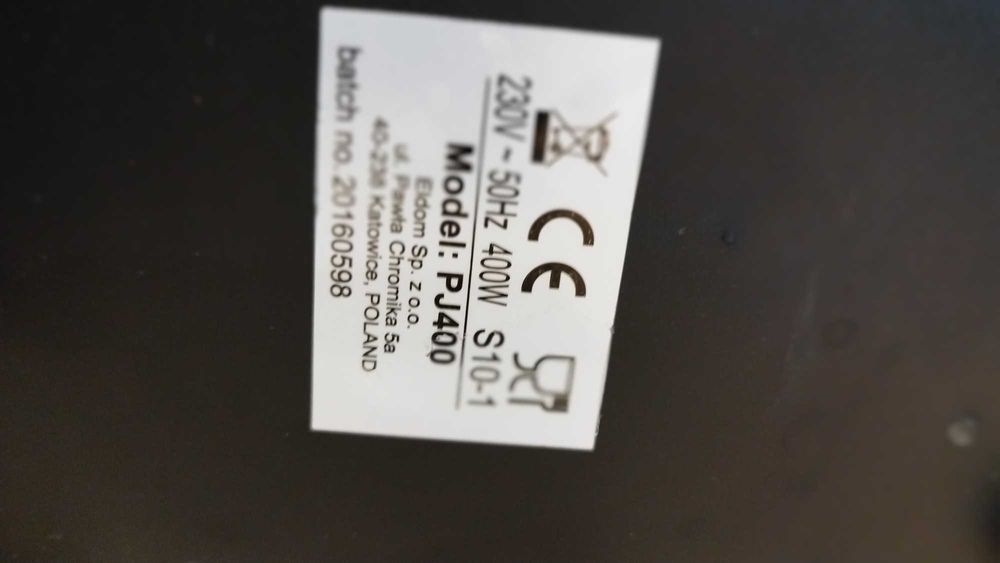 CE
230V ~ 50Hz 400W S10-1
Model: PJ400
Eldom Sp. z o.o.
ul. Pawła Chromika 5a
40-238 Katowice, POLAND
batch no. 20160598